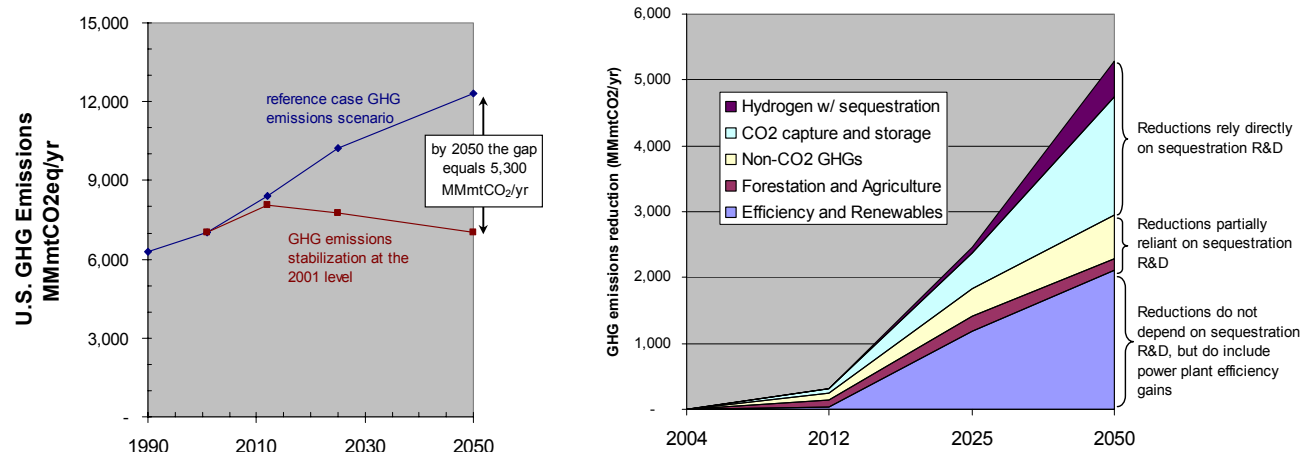 U.S. GHG Emissions
MMmtCO2eq/yr
15,000
12,000
9,000
6,000
3,000
-
1990
2010
2030
2050
reference case GHG
emissions scenario
by 2050 the gap
equals 5,300
MMmtCO2/yr
GHG emissions
stabilization at the
2001 level
GHG emissions reduction (MMmtCO2/yr)
6,000
5,000
4,000
3,000
2,000
1,000
-
2004
2012
2025
2050
Hydrogen w/ sequestration
CO2 capture and storage
Non-CO2 GHGs
Forestation and Agriculture
Efficiency and Renewables
Reductions rely directly
on sequestration R&D
Reductions partially
reliant on sequestration
R&D
Reductions do not
depend on sequestration
R&D, but do include
power plant efficiency
gains